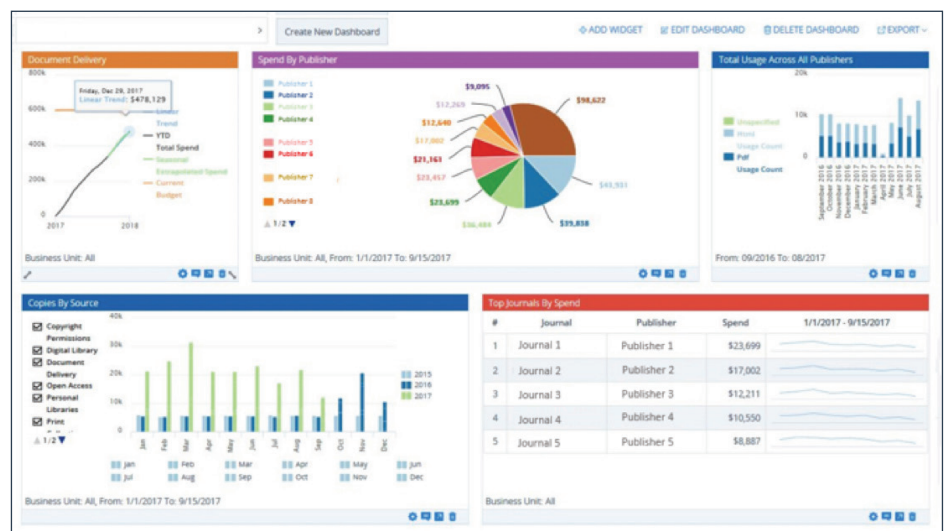 Create New Dashboard
ADD WIDGET
EDIT DASHBOARD
DELETE DASHBOARD
EXPORT
Document Delivery
800k
600k
400k
200k
0
2017
2018
Friday, Dec 29, 2017
Linear Trend: $478,129
Linear
Trend
YTD
Total Spend
Seasonal
Extrapolated Spend
Current
Budget
Business Unit: All
Spend By Publisher
Publisher 1
Publisher 2
Publisher 3
Publisher 4
Publisher 5
Publisher 6
Publisher 7
Publisher 8
1/2
$9,095
$12,640
$17,002
$21,163
$23,457
$23,699
$39,838
$98,622
Business Unit: All, From: 1/1/2017 To: 9/15/2017
Total Usage Across All Publishers
20k
10k
0
Unspecified
Html
Usage Count
Pdf
Usage Count
September 2016
October 2016
November 2016
December 2016
January 2017
February 2017
March 2017
April 2017
May 2017
June 2017
July 2017
August 2017
From: 09/2016 To: 08/2017
Copies By Source
Copyright
Permissions
Digital Library
Document
Delivery
Open Access
Personal
Libraries
Print
1/2
40k
30k
20k
10k
0
Jan
Feb
Mar
Apr
May
Jun
Jul
Aug
Sep
Oct
Nov
Dec
2015
2016
2017
Jan Feb Mar Apr May Jun
Jul Aug Sep Oct Nov Dec
Business Unit: All, From: 1/1/2017 To: 9/15/2017
Top Journals By Spend
# Journal Publisher Spend 1/1/2017 - 9/15/2017
1 Journal 1 Publisher 1 $23,699
2 Journal 2 Publisher 2 $17,002
3 Journal 3 Publisher 3 $12,211
4 Journal 4 Publisher 4 $10,550
5 Journal 5 Publisher 5 $8,887
Business Unit: All